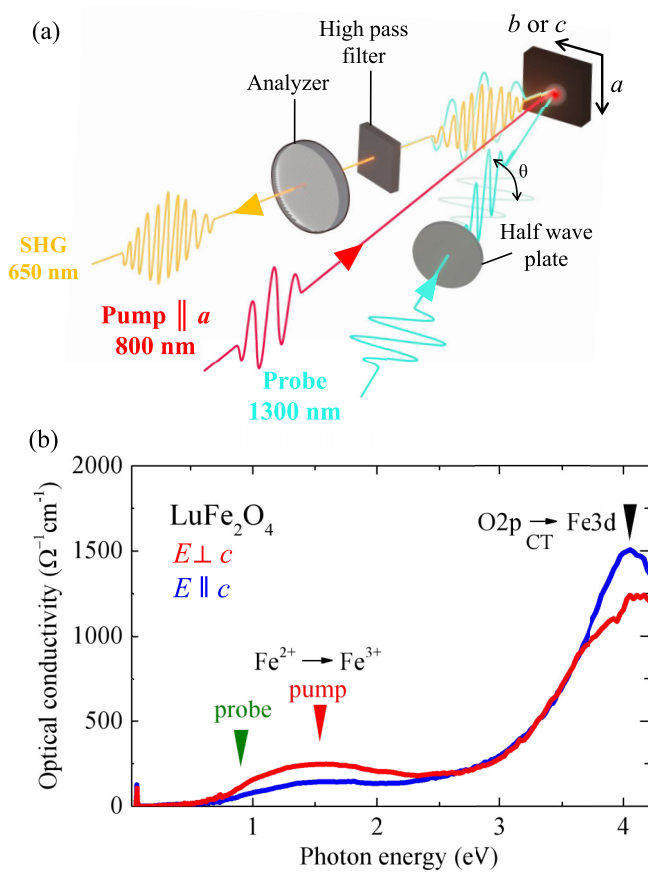 (a)
b or c
a
High pass
filter
Analyzer
θ
Half wave
plate
SHG
650 nm
Pump ∥ a
800 nm
Probe
1300 nm
(b)
Optical conductivity (Ω⁻¹cm⁻¹)
2000
1500
1000
500
0
LuFe₂O₄
E⊥c
E∥c
O2p → Fe3d
CT
Fe²⁺ → Fe³⁺
pump
probe
1 2 3 4
Photon energy (eV)